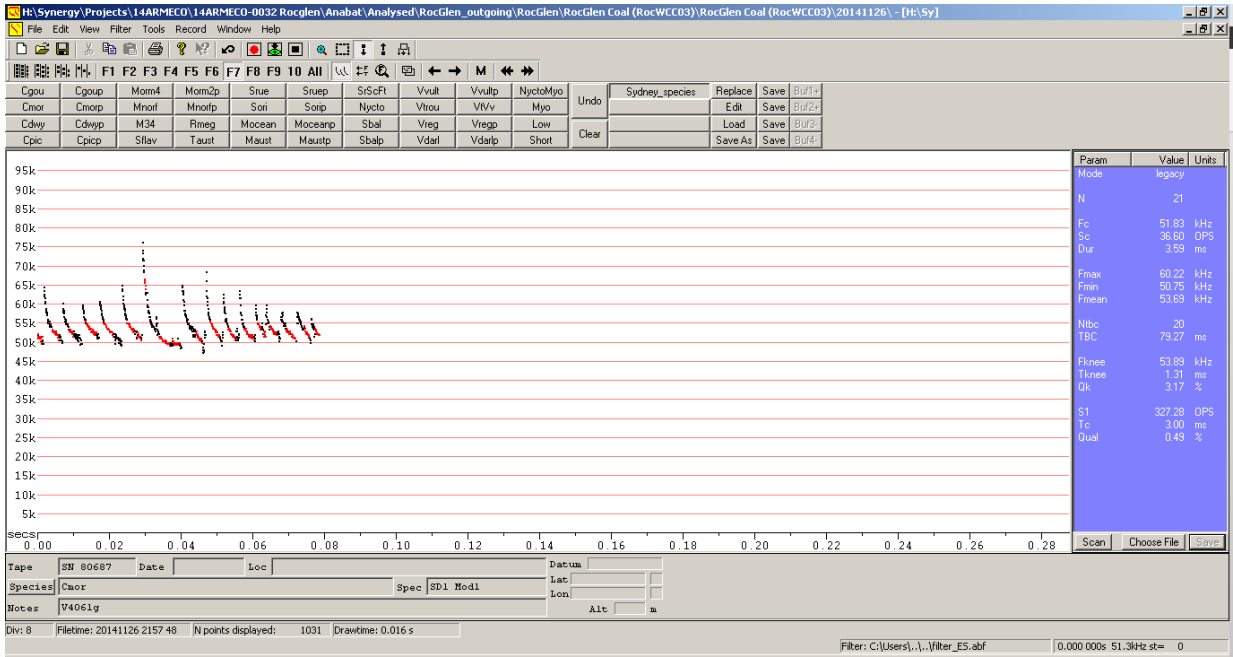 H:\Synergy\Projects\14ARMECO\14ARMECO-0032 Rocglen\Anabat\Analysed\RocGlen_outgoing\RocGlen\RocGlen Coal (RocWCC03)\RocGlen Coal (RocWCC03)\20141126\ - [H:\Sy]
File Edit View Filter Tools Record Window Help
F1 F2 F3 F4 F5 F6 F7 F8 F9 10 All M
Cgou Cgoup Morm4 Morm2p Srue Sruep SrScFt Vvult Vvultp NyctoMyo Undo Sydney_species Replace Save Buf1+
Cmor Cmorp Mnorf Mnorfp Sori Sorip Nycto Vtrou VtVv Myo Edit Save Buf2+
Cdwy Cdwyp M34 Rmeg Mocean Moceanp Sbal Vreg Vregp Low Clear Load Save Buf3-
Cpic Cpicp Sflav Taust Maust Maustp Sbalp Vdarl Vdarlp Short Save As Save Buf4-
Param Value Units
Mode legacy
N 21
Fc 51.83 kHz
Sc 36.60 OPS
Dur 3.59 ms
Fmax 60.22 kHz
Fmin 50.75 kHz
Fmean 53.69 kHz
Ntbc 20
TBC 79.27 ms
Fknee 53.89 kHz
Tknee 1.31 ms
Qk 3.17 %
S1 327.28 OPS
Tc 3.00 ms
Qual 0.49 %
Scan Choose File Save
95k
90k
85k
80k
75k
70k
65k
60k
55k
50k
45k
40k
35k
30k
25k
20k
15k
10k
5k
secs
0.00 0.02 0.04 0.06 0.08 0.10 0.12 0.14 0.16 0.18 0.20 0.22 0.24 0.26 0.28
Tape SN 80687 Date Loc Datum
Species Cmor Spec SD1 Mod1 Lat
Lon
Notes V4061g Alt m
Div: 8 Filetime: 20141126 2157 48 N points displayed: 1031 Drawtime: 0.016 s
Filter: C:\Users\..\..\filter_ES.abf 0.000 000s 51.3kHz st= 0